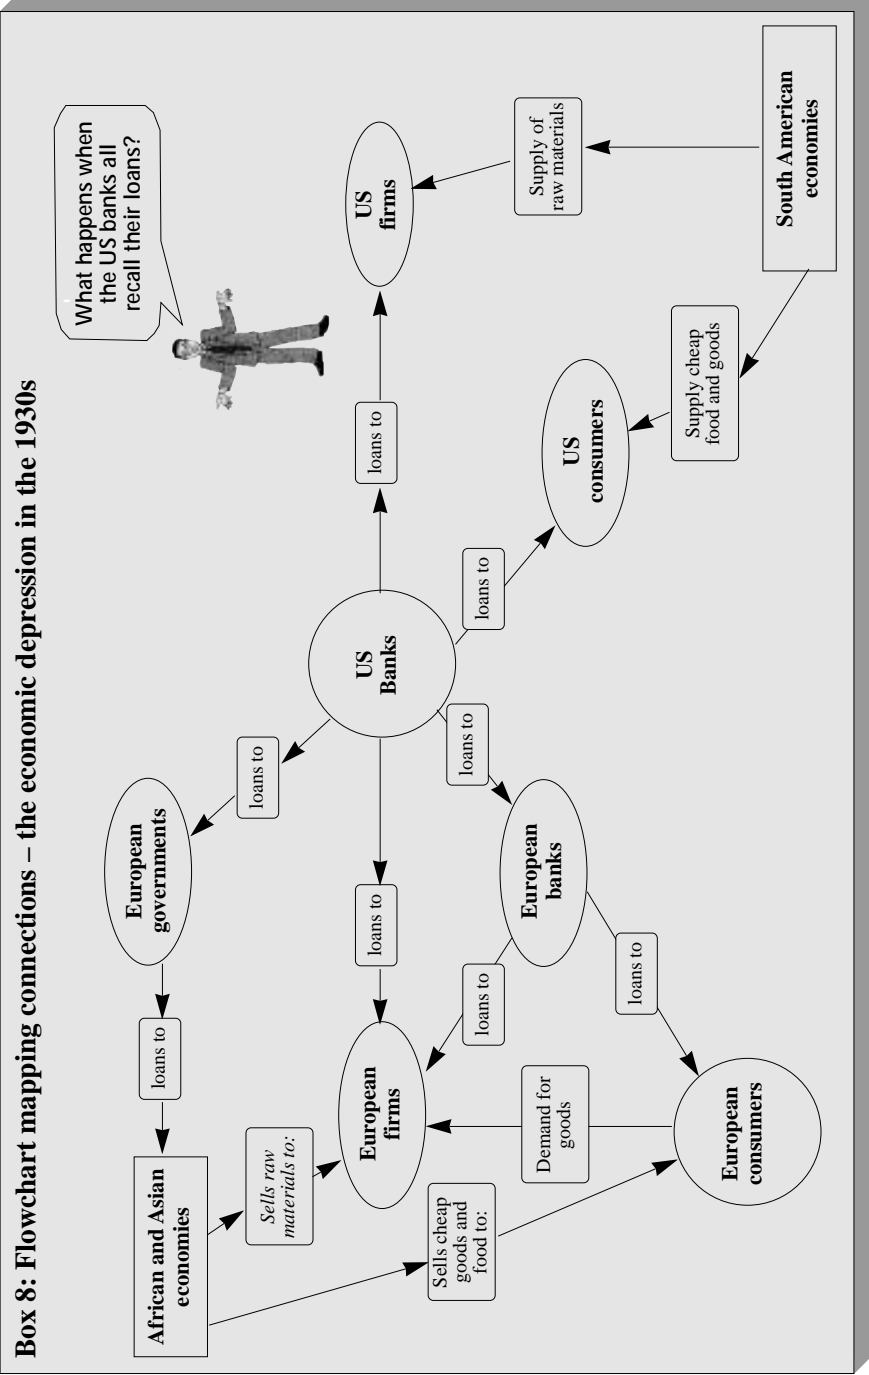 Box 8: Flowchart mapping connections – the economic depression in the 1930s
What happens when
the US banks all
recall their loans?
African and Asian
economies
loans to
European
governments
loans to
Sells raw
materials to:
European
firms
loans to
US
Banks
loans to
US
firms
Sells cheap
goods and
food to:
Demand for
goods
loans to
European
banks
loans to
loans to
US
consumers
Supply of
raw materials
European
consumers
loans to
Supply cheap
food and goods
South American
economies